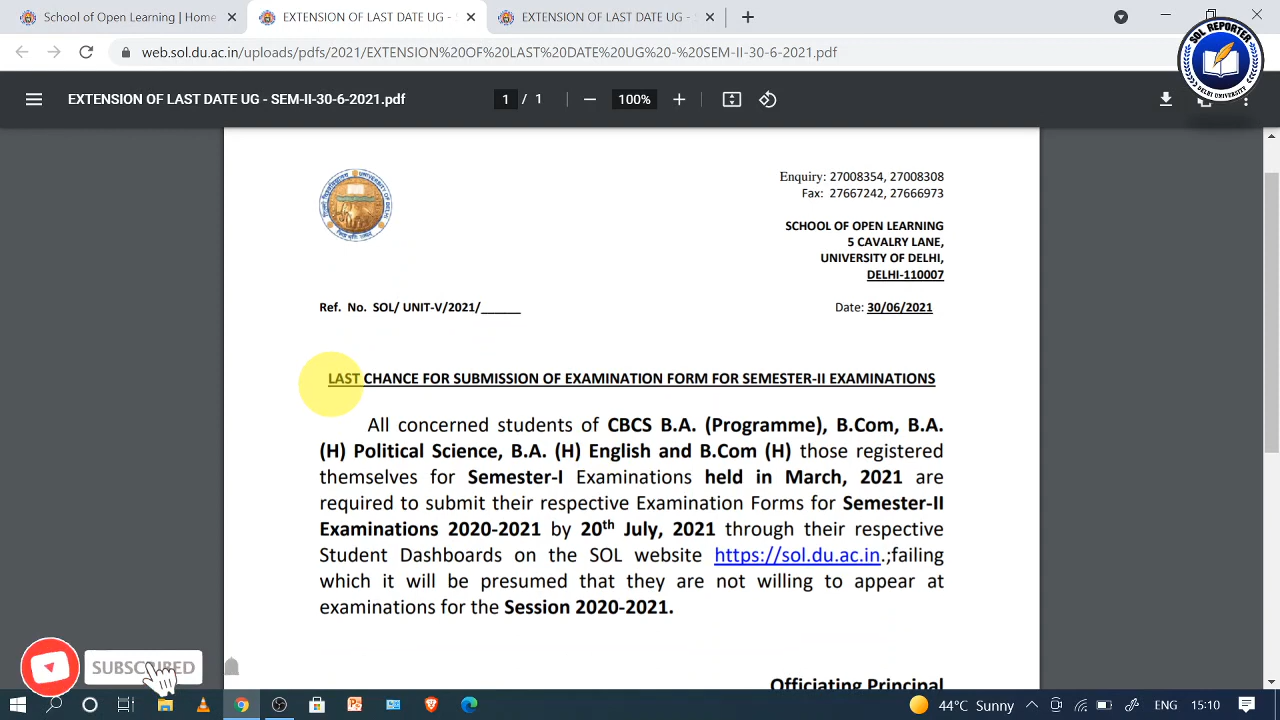 School of Open Learning | Home
EXTENSION OF LAST DATE UG -
EXTENSION OF LAST DATE UG -
web.sol.du.ac.in/uploads/pdfs/2021/EXTENSION%20OF%20LAST%20DATE%20UG%20-%20SEM-II-30-6-2021.pdf
SOL REPORTER
DELHI UNIVERSITY
EXTENSION OF LAST DATE UG - SEM-II-30-6-2021.pdf
1 / 1
100%
Enquiry: 27008354, 27008308
Fax: 27667242, 27666973
SCHOOL OF OPEN LEARNING
5 CAVALRY LANE,
UNIVERSITY OF DELHI,
DELHI-110007
Ref. No. SOL/ UNIT-V/2021/______
Date: 30/06/2021
LAST CHANCE FOR SUBMISSION OF EXAMINATION FORM FOR SEMESTER-II EXAMINATIONS
All concerned students of CBCS B.A. (Programme), B.Com, B.A.
(H) Political Science, B.A. (H) English and B.Com (H) those registered
themselves for Semester-I Examinations held in March, 2021 are
required to submit their respective Examination Forms for Semester-II
Examinations 2020-2021 by 20th July, 2021 through their respective
Student Dashboards on the SOL website https://sol.du.ac.in.;failing
which it will be presumed that they are not willing to appear at
examinations for the Session 2020-2021.
Officiating Principal
SUBSCRIBED
44°C Sunny
ENG
15:10